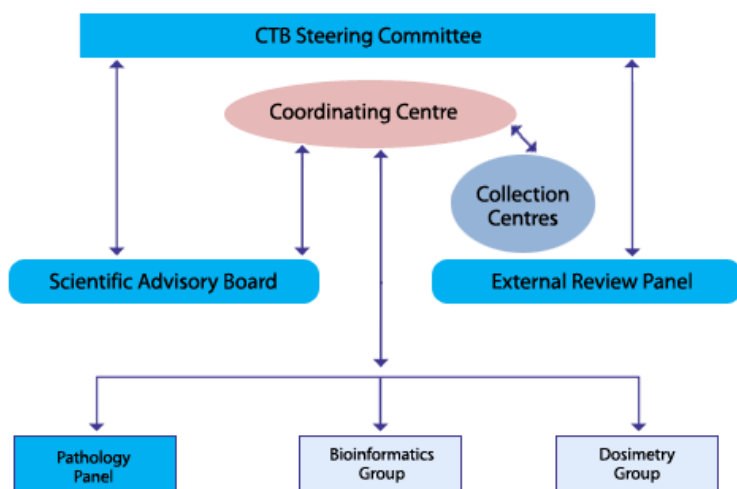 CTB Steering Committee
Coordinating Centre
Collection
Centres
Scientific Advisory Board
External Review Panel
Pathology
Panel
Bioinformatics
Group
Dosimetry
Group